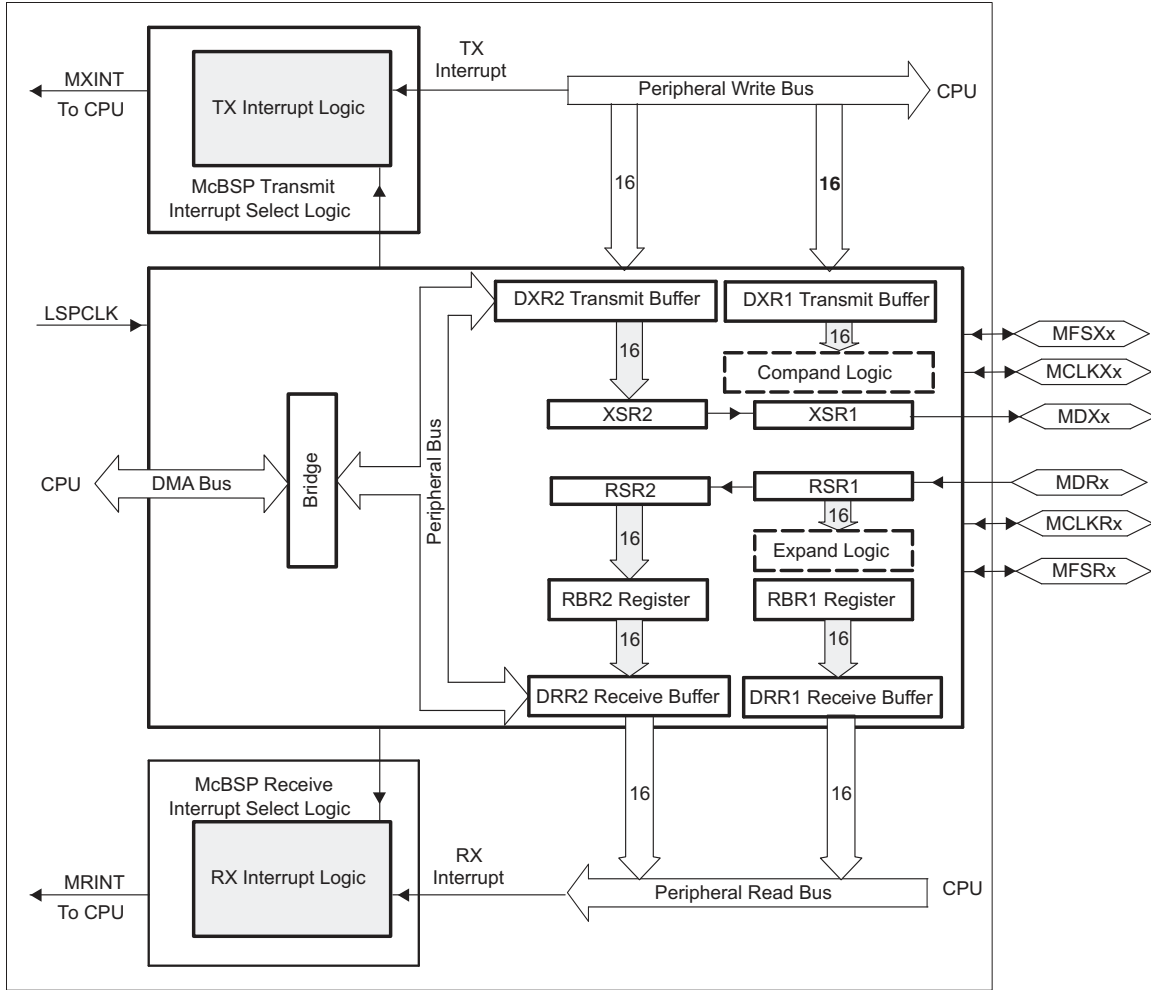 MXINT
To CPU
TX Interrupt Logic
McBSP Transmit
Interrupt Select Logic
TX
Interrupt
Peripheral Write Bus
CPU
16
16
LSPCLK
DXR2 Transmit Buffer
DXR1 Transmit Buffer
16
16
Compand Logic
XSR2
XSR1
MFSXx
MCLKXx
MDXx
CPU
DMA Bus
Bridge
Peripheral Bus
RSR2
RSR1
16
16
Expand Logic
RBR2 Register
RBR1 Register
16
16
DRR2 Receive Buffer
DRR1 Receive Buffer
MDRx
MCLKRx
MFSRx
McBSP Receive
Interrupt Select Logic
RX Interrupt Logic
MRINT
To CPU
RX
Interrupt
16
16
Peripheral Read Bus
CPU